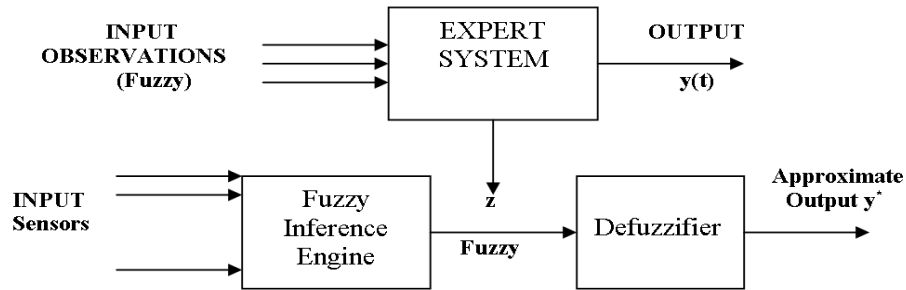 INPUT
OBSERVATIONS
(Fuzzy)
EXPERT
SYSTEM
OUTPUT
y(t)
z
INPUT
Sensors
Fuzzy
Inference
Engine
Fuzzy
Defuzzifier
Approximate
Output y*